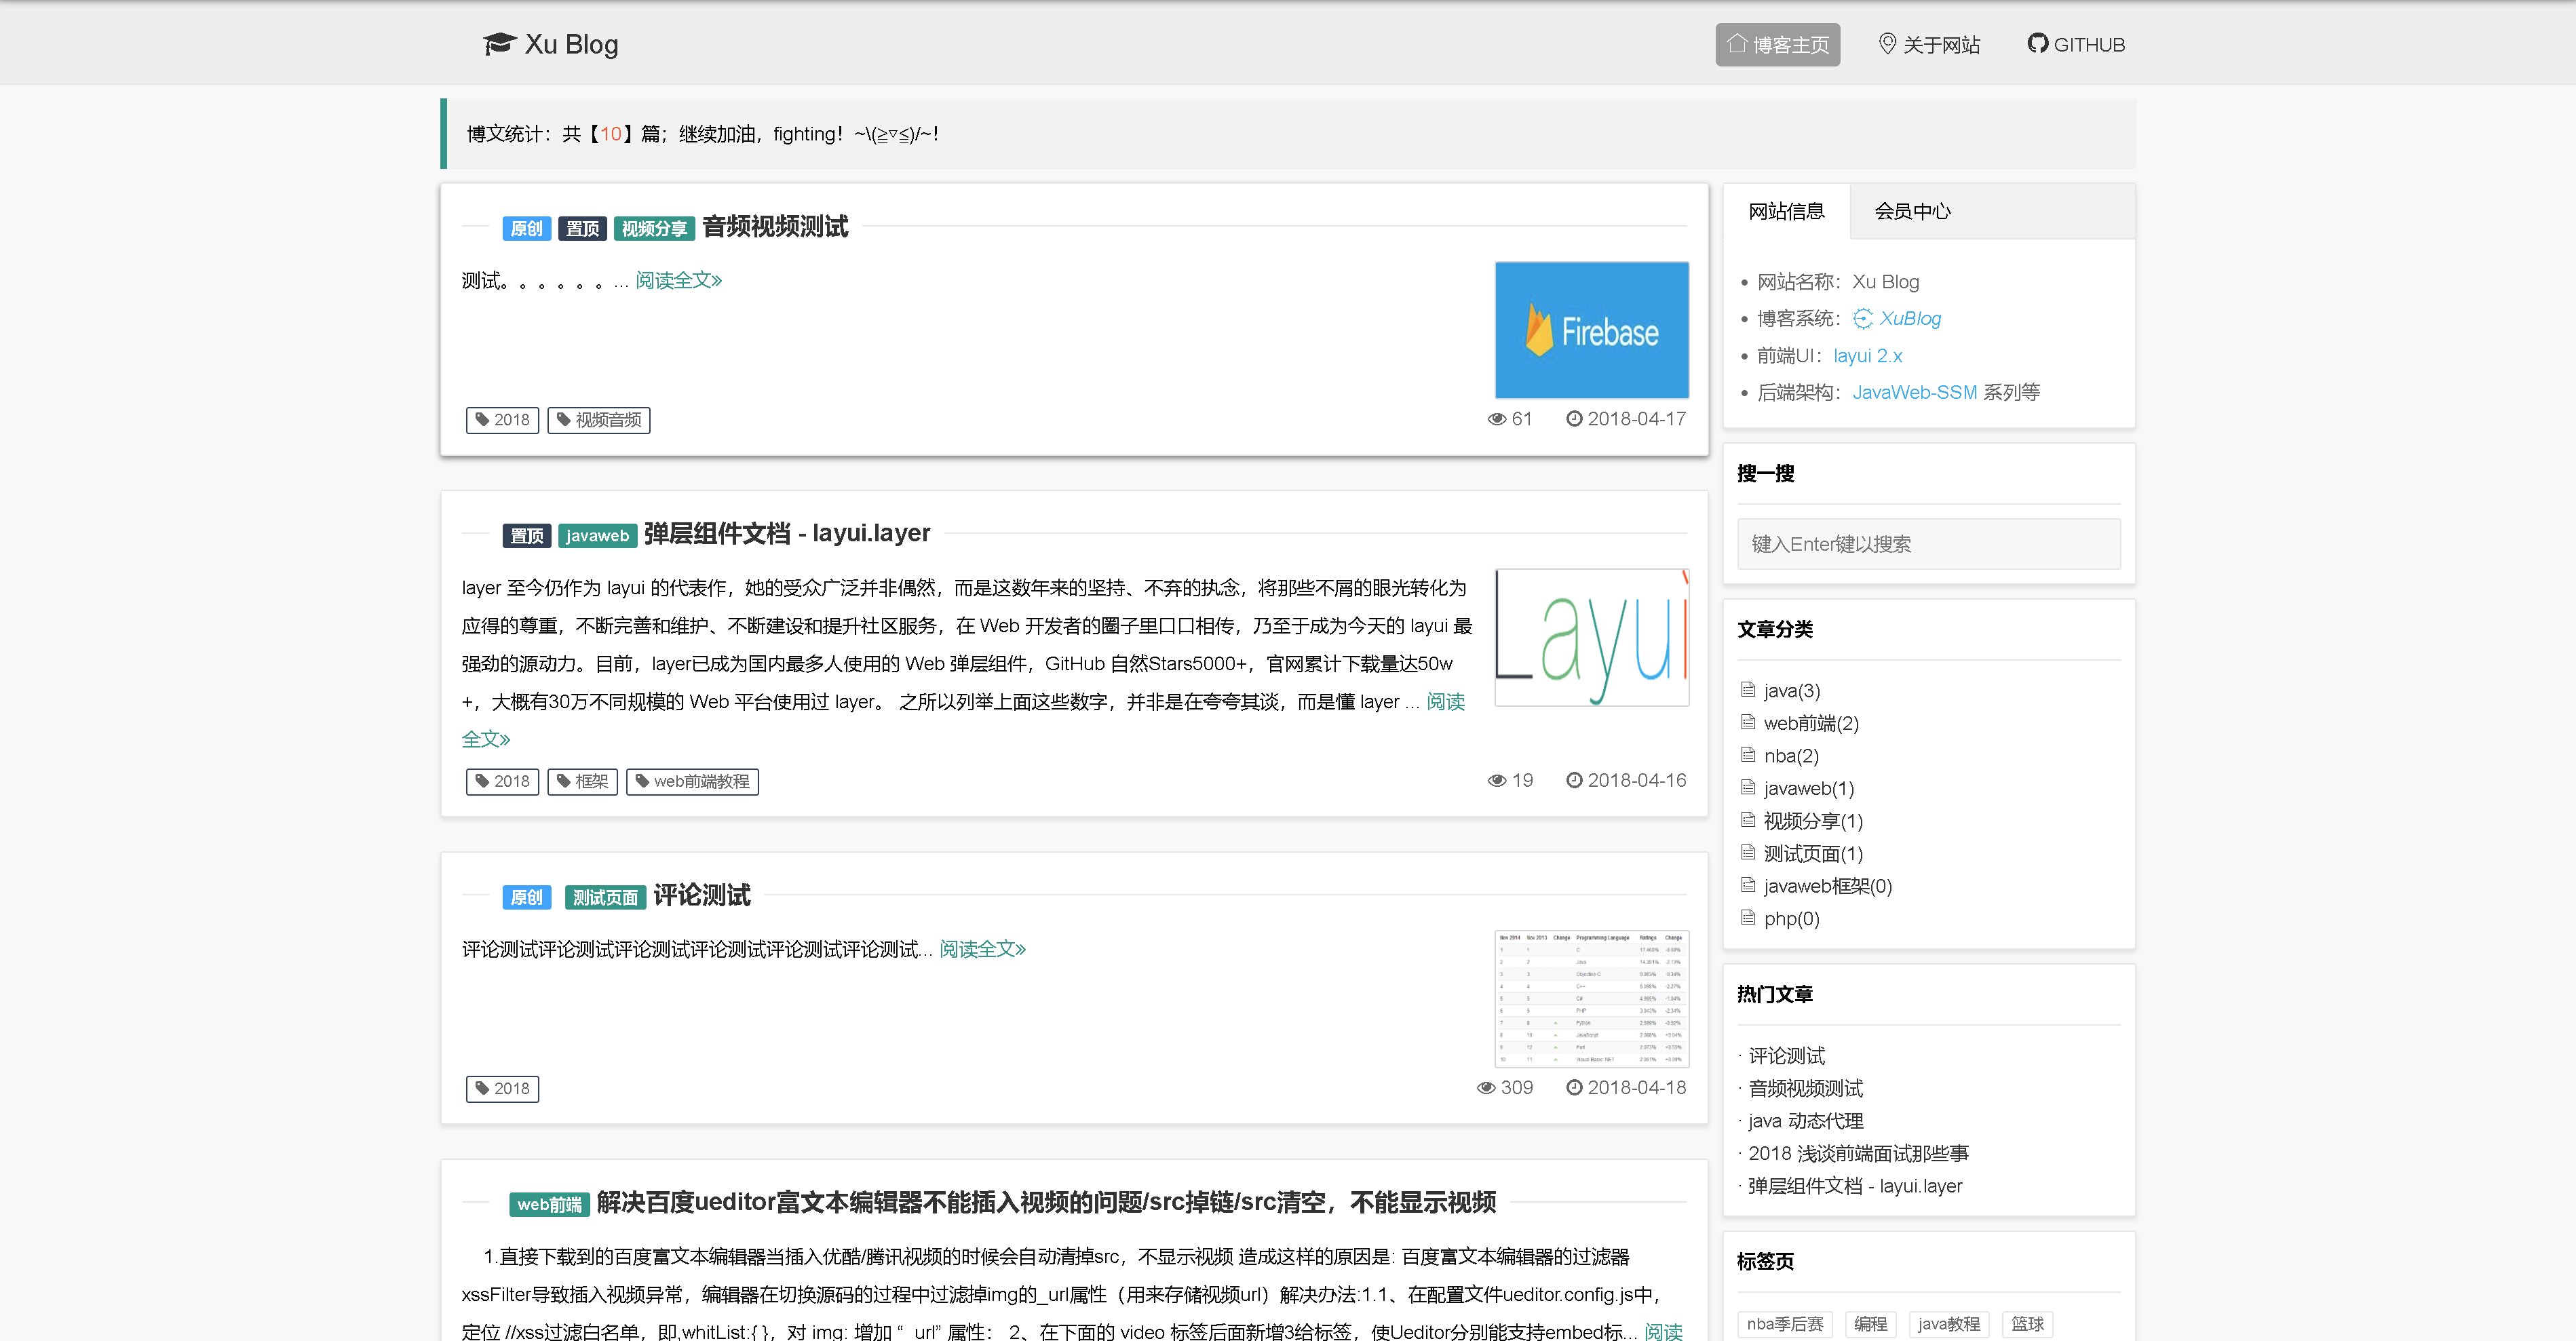 Xu Blog
博客主页
关于网站
GITHUB
博文统计：共【10】篇；继续加油，fighting！~\(≧▽≦)/~!
原创 置顶 视频分享 音频视频测试
测试。。。。。。... 阅读全文»
Firebase
2018 视频音频
61 2018-04-17
置顶 javaweb 弹层组件文档 - layui.layer
layer 至今仍作为 layui 的代表作，她的受众广泛并非偶然，而是这数年来的坚持、不弃的执念，将那些不屑的眼光转化为
应得的尊重，不断完善和维护、不断建设和提升社区服务，在 Web 开发者的圈子里口口相传，乃至于成为今天的 layui 最
强劲的源动力。目前，layer已成为国内最多人使用的 Web 弹层组件，GitHub 自然Stars5000+，官网累计下载量达50w
+，大概有30万不同规模的 Web 平台使用过 layer。 之所以列举上面这些数字，并非是在夸夸其谈，而是懂 layer ... 阅读
全文»
Layui
2018 框架 web前端教程
19 2018-04-16
原创 测试页面 评论测试
评论测试评论测试评论测试评论测试评论测试评论测试... 阅读全文»
Nov 2014 Nov 2013 Change Programming Language Ratings Change
2018
309 2018-04-18
web前端 解决百度ueditor富文本编辑器不能插入视频的问题/src掉链/src清空，不能显示视频
1.直接下载到的百度富文本编辑器当插入优酷/腾讯视频的时候会自动清掉src，不显示视频 造成这样的原因是: 百度富文本编辑器的过滤器
xssFilter导致插入视频异常，编辑器在切换源码的过程中过滤掉img的_url属性（用来存储视频url）解决办法:1.1、在配置文件ueditor.config.js中，
定位 //xss过滤白名单，即,whitList:{ }，对 img: 增加 “_url” 属性： 2、在下面的 video 标签后面新增3给标签，使Ueditor分别能支持embed标... 阅读
网站信息 会员中心
网站名称：Xu Blog
博客系统：XuBlog
前端UI：layui 2.x
后端架构：JavaWeb-SSM 系列等
搜一搜
键入Enter键以搜索
文章分类
java(3)
web前端(2)
nba(2)
javaweb(1)
视频分享(1)
测试页面(1)
javaweb框架(0)
php(0)
热门文章
· 评论测试
· 音频视频测试
· java 动态代理
· 2018 浅谈前端面试那些事
· 弹层组件文档 - layui.layer
标签页
nba季后赛 编程 java教程 篮球